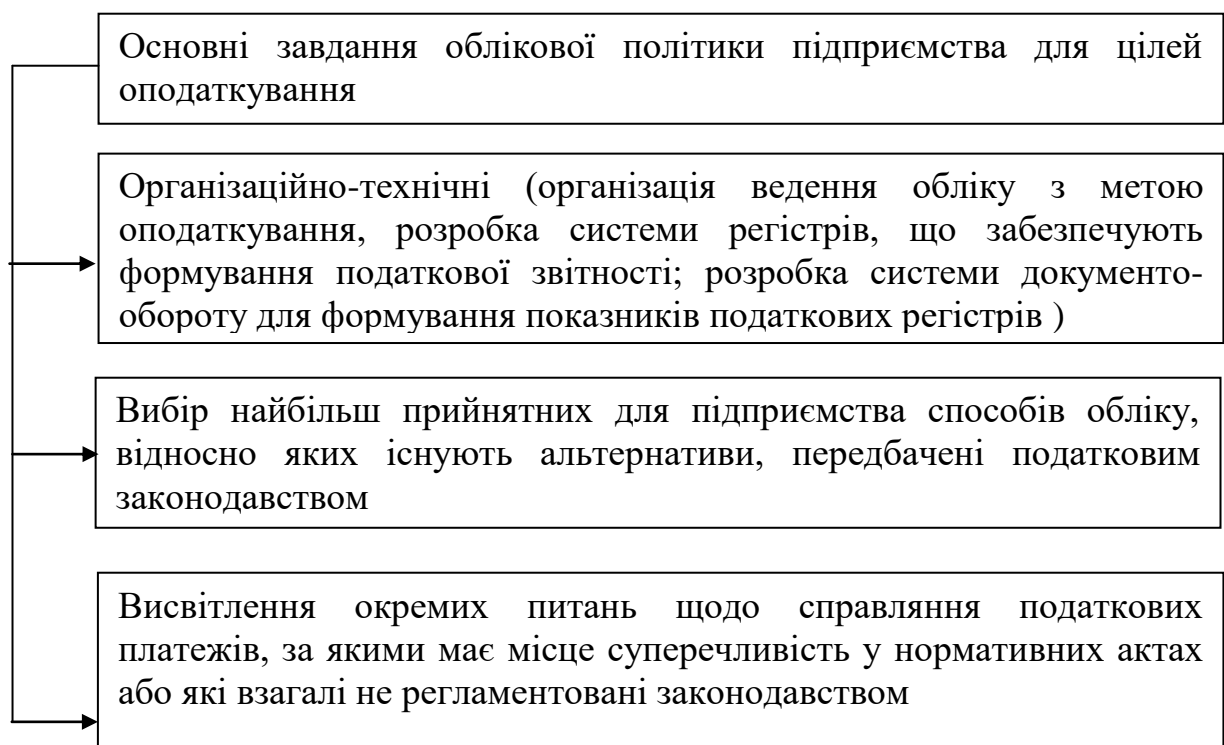 Основні завдання облікової політики підприємства для цілей
оподаткування
Організаційно-технічні (організація ведення обліку з метою
оподаткування, розробка системи регістрів, що забезпечують
формування податкової звітності; розробка системи документо-
обороту для формування показників податкових регістрів )
Вибір найбільш прийнятних для підприємства способів обліку,
відносно яких існують альтернативи, передбачені податковим
законодавством
Висвітлення окремих питань щодо справляння податкових
платежів, за якими має місце суперечливість у нормативних актах
або які взагалі не регламентовані законодавством